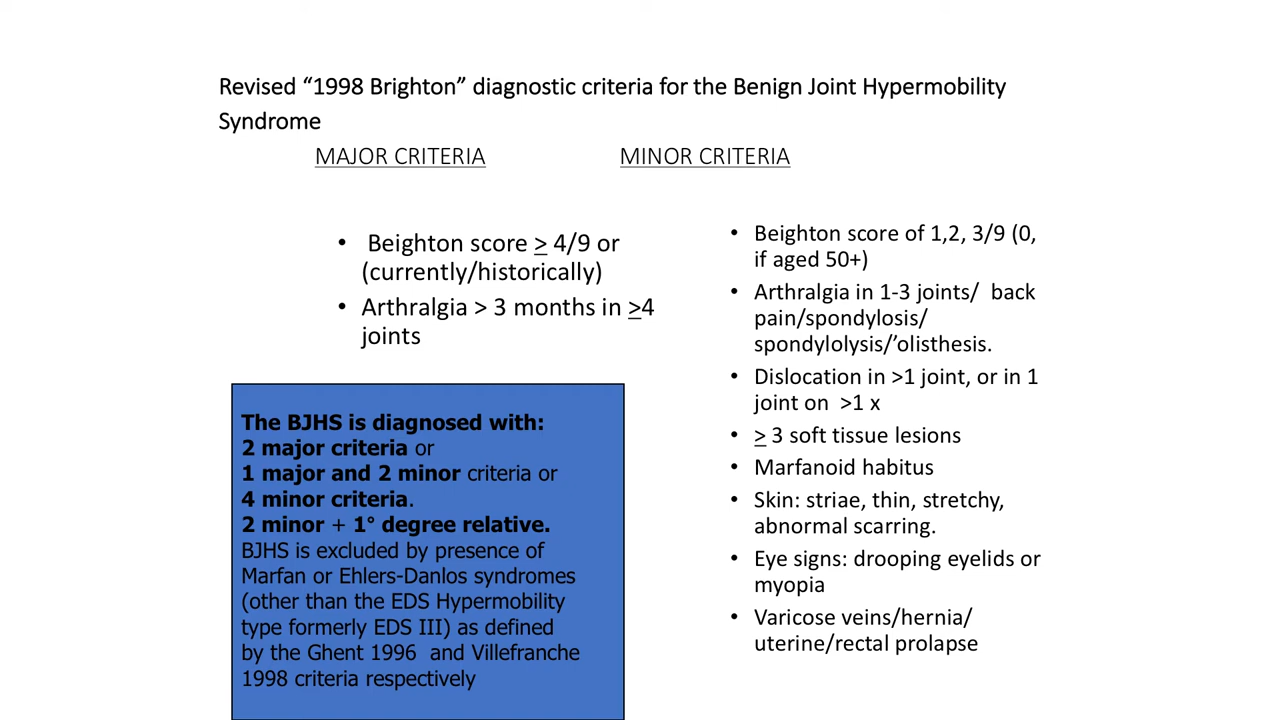 Revised “1998 Brighton” diagnostic criteria for the Benign Joint Hypermobility
Syndrome
MAJOR CRITERIA
MINOR CRITERIA
• Beighton score ≥ 4/9 or
(currently/historically)
• Arthralgia > 3 months in ≥4
joints
The BJHS is diagnosed with:
2 major criteria or
1 major and 2 minor criteria or
4 minor criteria.
2 minor + 1° degree relative.
BJHS is excluded by presence of
Marfan or Ehlers-Danlos syndromes
(other than the EDS Hypermobility
type formerly EDS III) as defined
by the Ghent 1996 and Villefranche
1998 criteria respectively
• Beighton score of 1,2, 3/9 (0,
if aged 50+)
• Arthralgia in 1-3 joints/ back
pain/spondylosis/
spondylolysis/’olisthesis.
• Dislocation in >1 joint, or in 1
joint on >1 x
• ≥ 3 soft tissue lesions
• Marfanoid habitus
• Skin: striae, thin, stretchy,
abnormal scarring.
• Eye signs: drooping eyelids or
myopia
• Varicose veins/hernia/
uterine/rectal prolapse